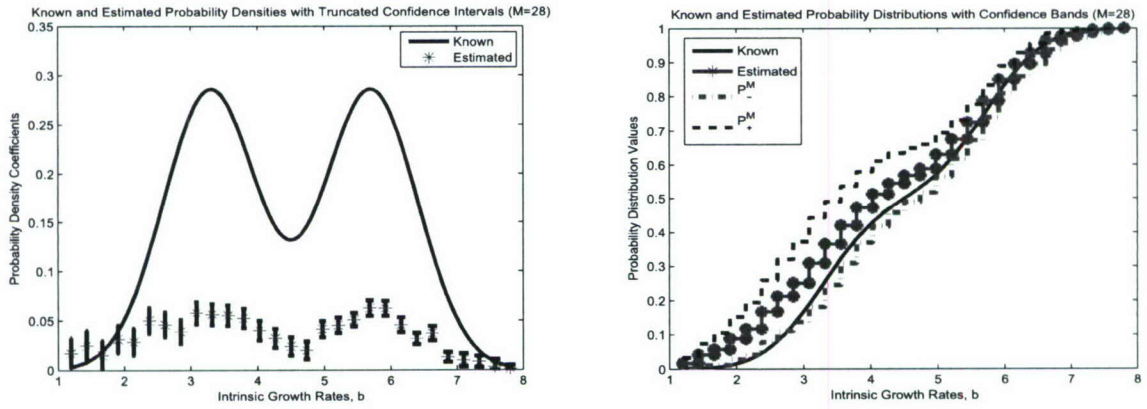 Known and Estimated Probability Densities with Truncated Confidence Intervals (M=28)
0.35
0.3
0.25
0.2
0.15
0.1
0.05
0
Probability Density Coefficients
Known
Estimated
1 2 3 4 5 6 7 8
Intrinsic Growth Rates, b
Known and Estimated Probability Distributions with Confidence Bands (M=28)
1
0.9
0.8
0.7
0.6
0.5
0.4
0.3
0.2
0.1
0
Probability Distribution Values
Known
Estimated
P^M_-
P^M_+
1 2 3 4 5 6 7 8
Intrinsic Growth Rates, b